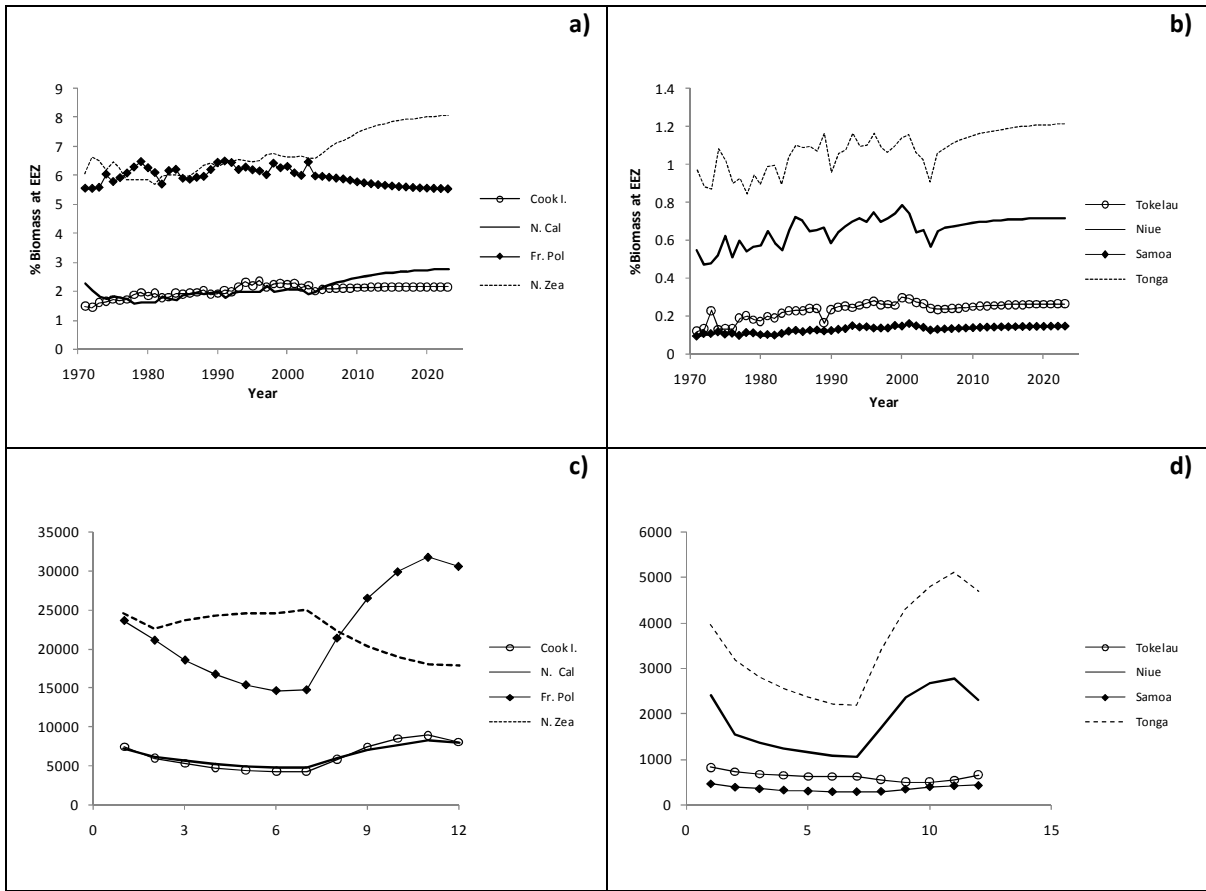 a)
9
8
7
6
5
4
3
2
1
0
%Biomass at EEZ
1970 1980 1990 2000 2010 2020
Year
Cook I.
N. Cal
Fr. Pol
N. Zea
b)
1.4
1.2
1
0.8
0.6
0.4
0.2
0
%Biomass at EEZ
1970 1980 1990 2000 2010 2020
Year
Tokelau
Niue
Samoa
Tonga
c)
35000
30000
25000
20000
15000
10000
5000
0
0 3 6 9 12
Cook I.
N. Cal
Fr. Pol
N. Zea
d)
6000
5000
4000
3000
2000
1000
0
0 5 10 15
Tokelau
Niue
Samoa
Tonga